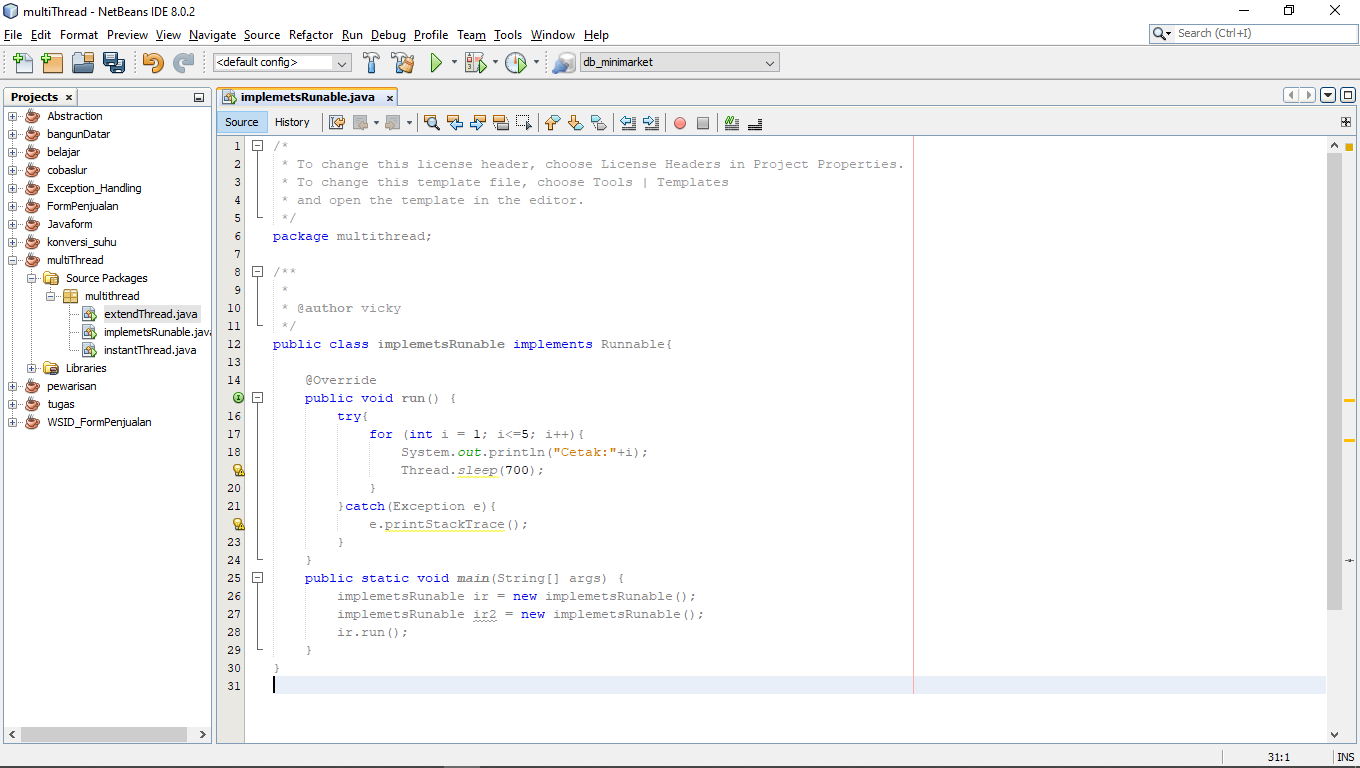 multiThread - NetBeans IDE 8.0.2
File Edit Format Preview View Navigate Source Refactor Run Debug Profile Team Tools Window Help
Search (Ctrl+I)
<default config>
db_minimarket
Projects
Abstraction
bangunDatar
belajar
cobaslur
Exception_Handling
FormPenjualan
Javaform
konversi_suhu
multiThread
Source Packages
multithread
extendThread.java
implemetsRunable.java
instantThread.java
Libraries
pewarisan
tugas
WSID_FormPenjualan
implemetsRunable.java
Source History
1 /*
2 * To change this license header, choose License Headers in Project Properties.
3 * To change this template file, choose Tools | Templates
4 * and open the template in the editor.
5 */
6 package multithread;
7
8 /**
9 *
10 * @author vicky
11 */
12 public class implemetsRunable implements Runnable{
13
14 @Override
public void run() {
16 try{
17 for (int i = 1; i<=5; i++){
18 System.out.println("Cetak:"+i);
Thread.sleep(700);
20 }
21 }catch(Exception e){
e.printStackTrace();
23 }
24 }
25 public static void main(String[] args) {
26 implemetsRunable ir = new implemetsRunable();
27 implemetsRunable ir2 = new implemetsRunable();
28 ir.run();
29 }
30 }
31
31:1 INS